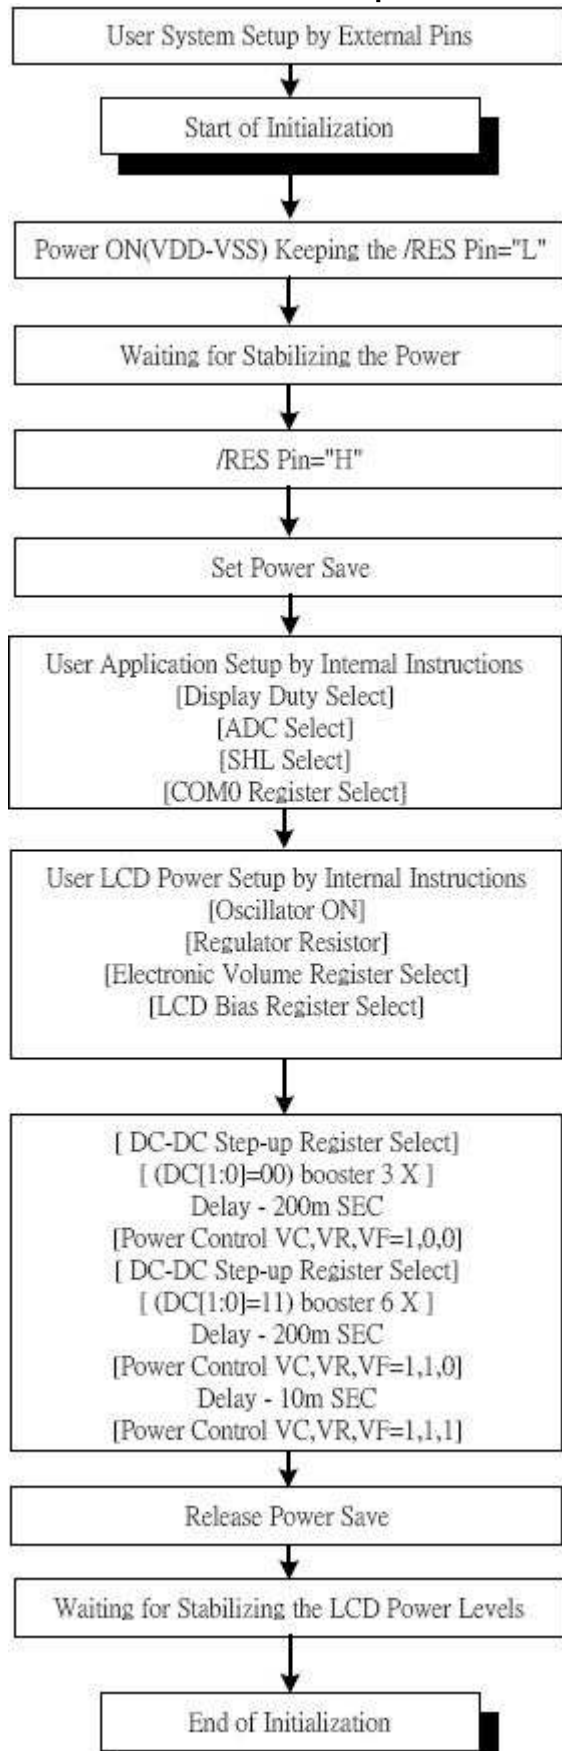 User System Setup by External Pins
Start of Initialization
Power ON(VDD-VSS) Keeping the /RES Pin="L"
Waiting for Stabilizing the Power
/RES Pin="H"
Set Power Save
User Application Setup by Internal Instructions
[Display Duty Select]
[ADC Select]
[SHL Select]
[COM0 Register Select]
User LCD Power Setup by Internal Instructions
[Oscillator ON]
[Regulator Resistor]
[Electronic Volume Register Select]
[LCD Bias Register Select]
[ DC-DC Step-up Register Select]
[ (DC[1:0]=00) booster 3 X ]
Delay - 200m SEC
[Power Control VC,VR,VF=1,0,0]
[ DC-DC Step-up Register Select]
[ (DC[1:0]=11) booster 6 X ]
Delay - 200m SEC
[Power Control VC,VR,VF=1,1,0]
Delay - 10m SEC
[Power Control VC,VR,VF=1,1,1]
Release Power Save
Waiting for Stabilizing the LCD Power Levels
End of Initialization